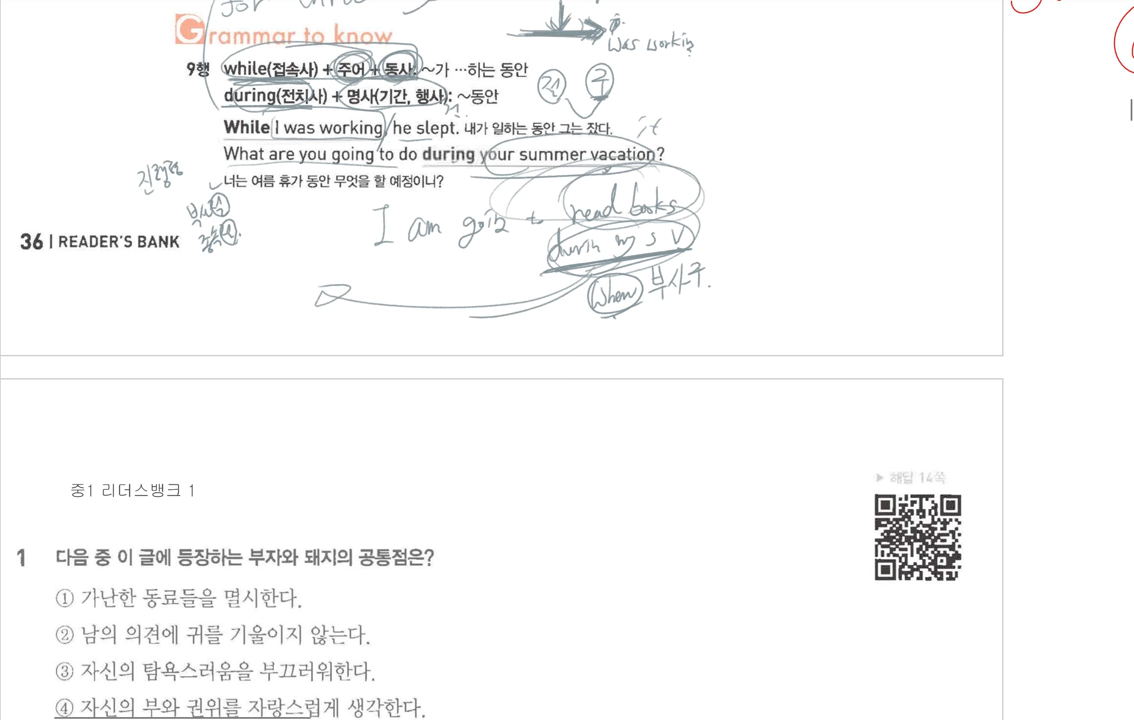 for
was workin
Grammar to know
9행 while(접속사) + 주어 + 동사: ~가 …하는 동안
during(전치사) + 명사(기간, 행사): ~동안
전 구
전
While I was working, he slept. 내가 일하는 동안 그는 잤다.
it
What are you going to do during your summer vacation?
진행형
너는 여름 휴가 동안 무엇을 할 예정이니?
I am goin to read books
durin my s V
when 부사구.
36 | READER'S BANK
중1 리더스뱅크 1
▶ 해답 14쪽
1 다음 중 이 글에 등장하는 부자와 돼지의 공통점은?
① 가난한 동료들을 멸시한다.
② 남의 의견에 귀를 기울이지 않는다.
③ 자신의 탐욕스러움을 부끄러워한다.
④ 자신의 부와 권위를 자랑스럽게 생각한다.